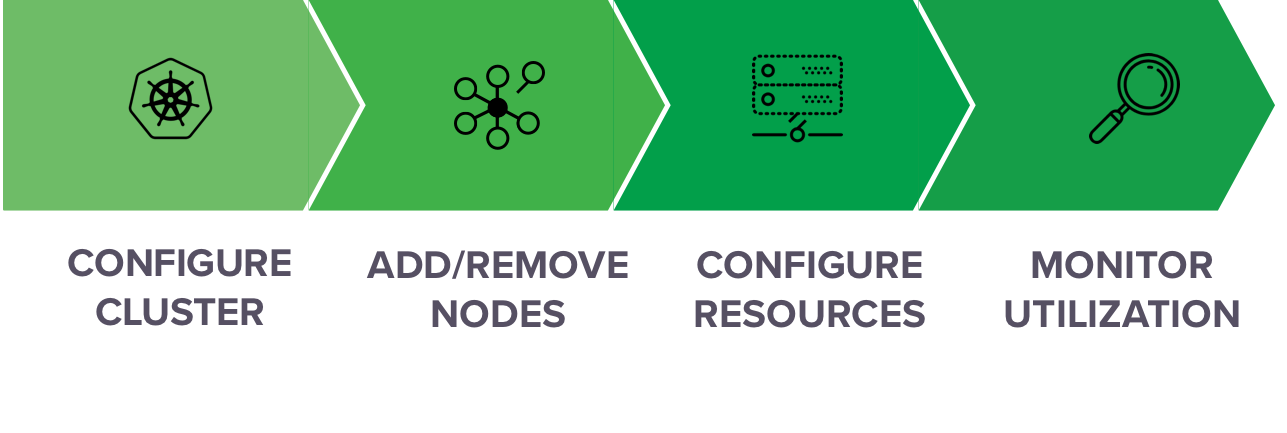 CONFIGURE
CLUSTER
ADD/REMOVE
NODES
CONFIGURE
RESOURCES
MONITOR
UTILIZATION